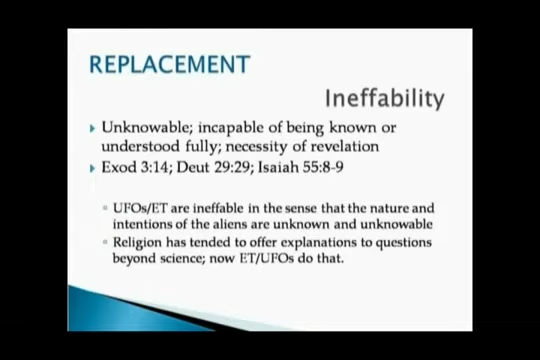 REPLACEMENT
Ineffability
Unknowable; incapable of being known or
understood fully; necessity of revelation
Exod 3:14; Deut 29:29; Isaiah 55:8-9
UFOs/ET are ineffable in the sense that the nature and
intentions of the aliens are unknown and unknowable
Religion has tended to offer explanations to questions
beyond science; now ET/UFOs do that.